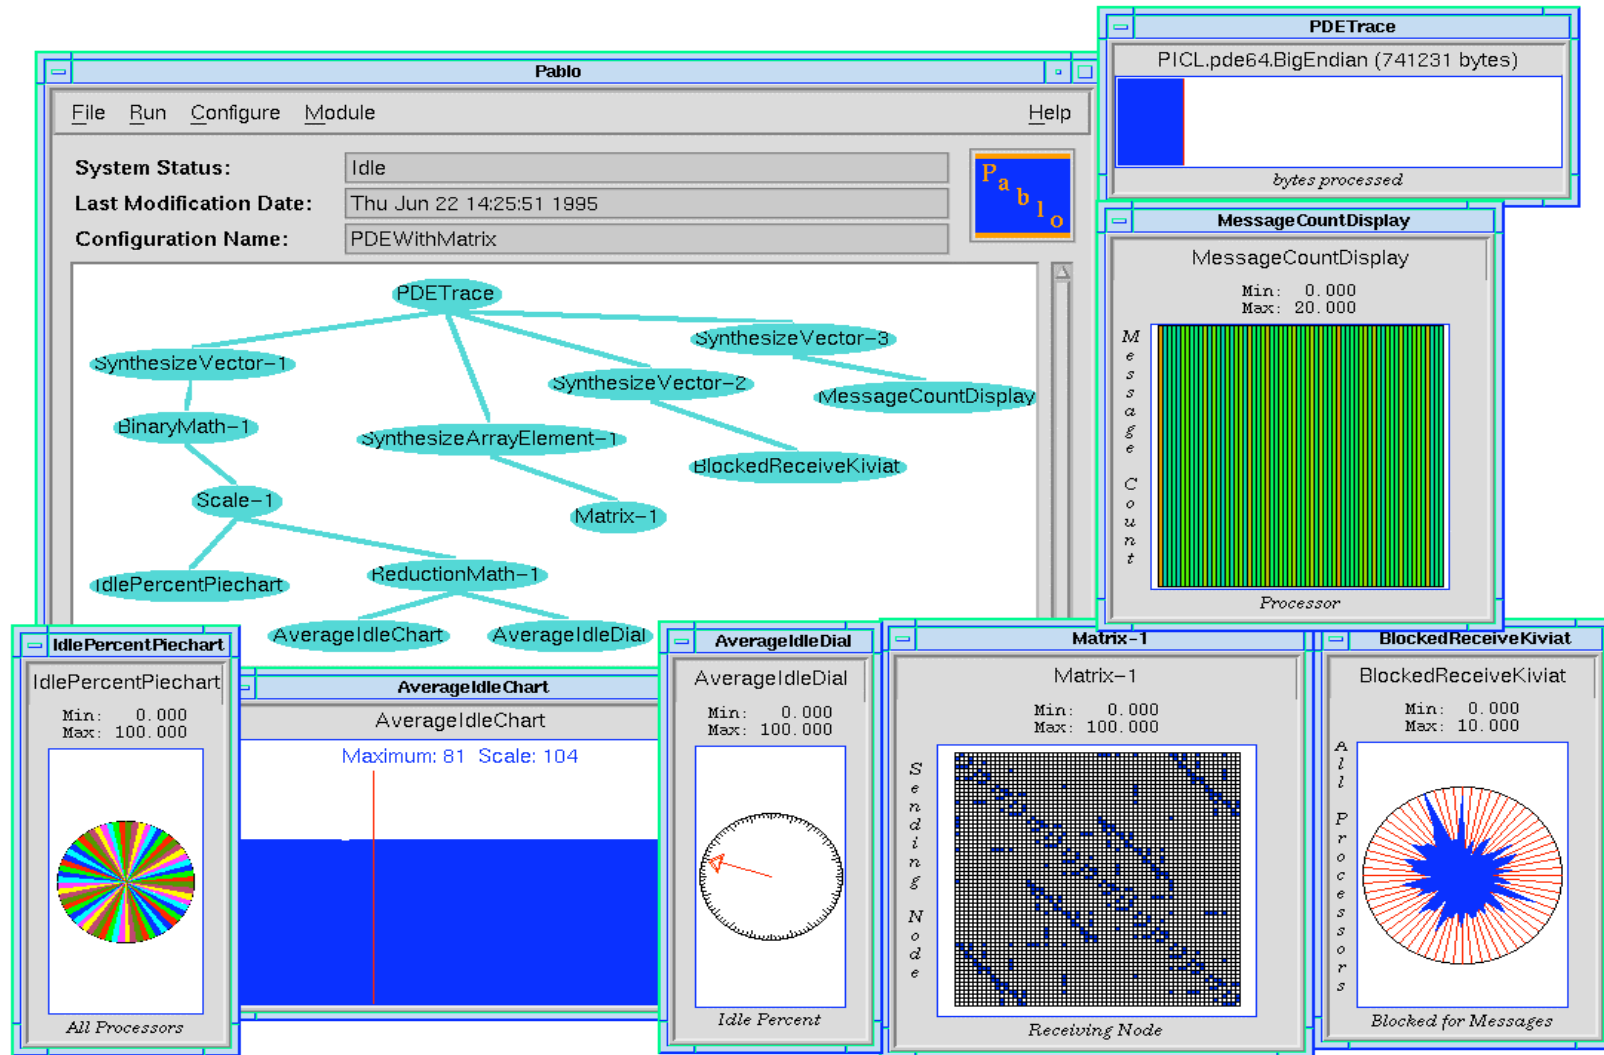 Pablo
File Run Configure Module Help
System Status: Idle
Last Modification Date: Thu Jun 22 14:25:51 1995
Configuration Name: PDEWithMatrix
Pablo
PDETrace
SynthesizeVector-1
SynthesizeVector-3
SynthesizeVector-2
MessageCountDisplay
BinaryMath-1
SynthesizeArrayElement-1
BlockedReceiveKiviat
Scale-1
Matrix-1
IdlePercentPiechart
ReductionMath-1
AverageIdleChart
AverageIdleDial
PDETrace
PICL.pde64.BigEndian (741231 bytes)
bytes processed
MessageCountDisplay
MessageCountDisplay
Min: 0.000
Max: 20.000
Message Count
Processor
IdlePercentPiechart
IdlePercentPiechart
Min: 0.000
Max: 100.000
All Processors
AverageIdleChart
AverageIdleChart
Maximum: 81 Scale: 104
AverageIdleDial
AverageIdleDial
Min: 0.000
Max: 100.000
Idle Percent
Matrix-1
Matrix-1
Min: 0.000
Max: 100.000
Sending Node
Receiving Node
BlockedReceiveKiviat
BlockedReceiveKiviat
Min: 0.000
Max: 10.000
All Processors
Blocked for Messages